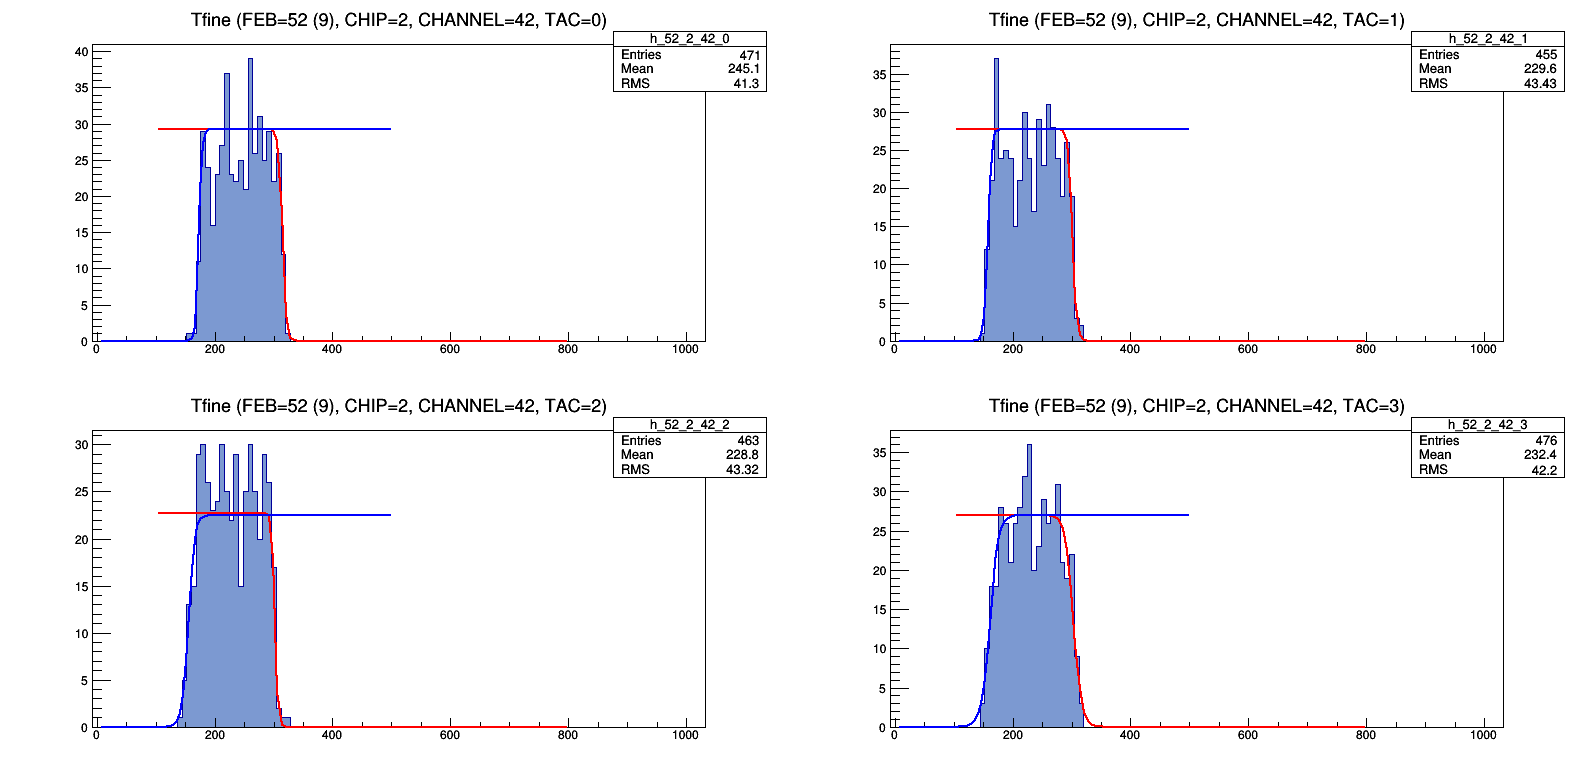 Tfine (FEB=52 (9), CHIP=2, CHANNEL=42, TAC=0)
h_52_2_42_0
Entries 471
Mean 245.1
RMS 41.3
40
35
30
25
20
15
10
5
0
0 200 400 600 800 1000
Tfine (FEB=52 (9), CHIP=2, CHANNEL=42, TAC=1)
h_52_2_42_1
Entries 455
Mean 229.6
RMS 43.43
35
30
25
20
15
10
5
0
0 200 400 600 800 1000
Tfine (FEB=52 (9), CHIP=2, CHANNEL=42, TAC=2)
h_52_2_42_2
Entries 463
Mean 228.8
RMS 43.32
30
25
20
15
10
5
0
0 200 400 600 800 1000
Tfine (FEB=52 (9), CHIP=2, CHANNEL=42, TAC=3)
h_52_2_42_3
Entries 476
Mean 232.4
RMS 42.2
35
30
25
20
15
10
5
0
0 200 400 600 800 1000